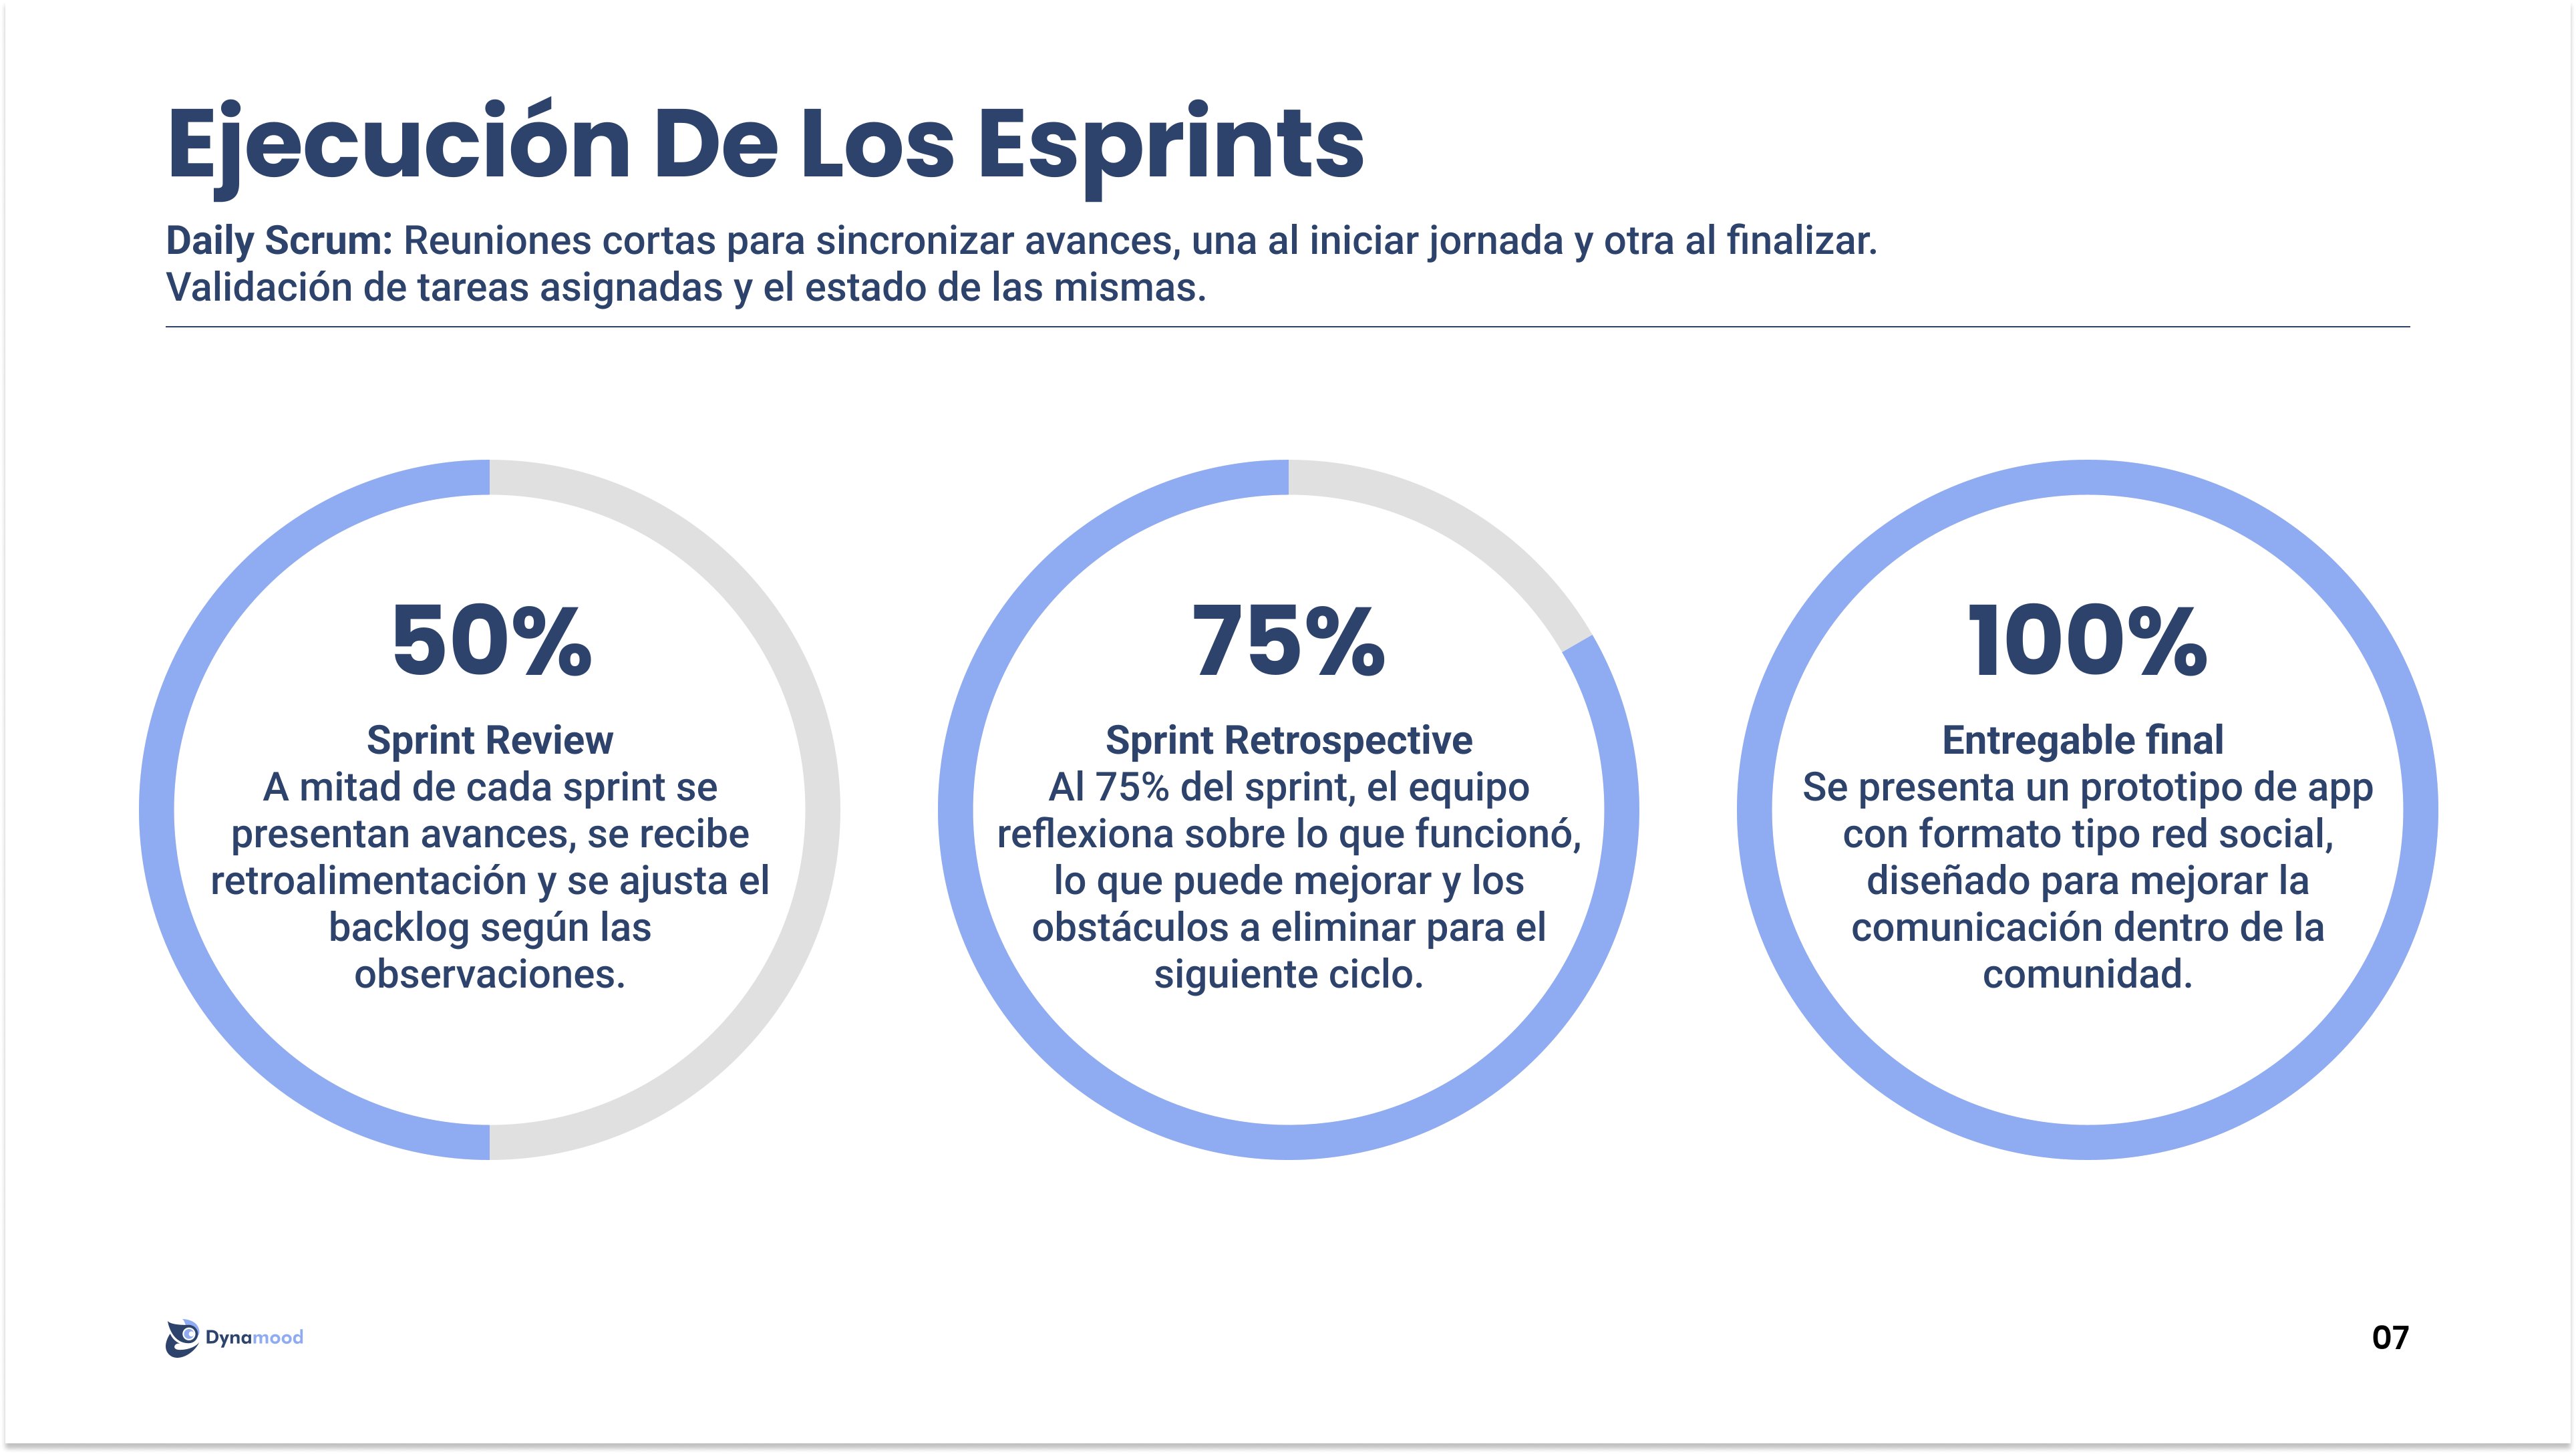 Ejecución De Los Esprints
Daily Scrum: Reuniones cortas para sincronizar avances, una al iniciar jornada y otra al finalizar.
Validación de tareas asignadas y el estado de las mismas.
50%
Sprint Review
A mitad de cada sprint se
presentan avances, se recibe
retroalimentación y se ajusta el
backlog según las
observaciones.
75%
Sprint Retrospective
Al 75% del sprint, el equipo
reflexiona sobre lo que funcionó,
lo que puede mejorar y los
obstáculos a eliminar para el
siguiente ciclo.
100%
Entregable final
Se presenta un prototipo de app
con formato tipo red social,
diseñado para mejorar la
comunicación dentro de la
comunidad.
Dynamood
07